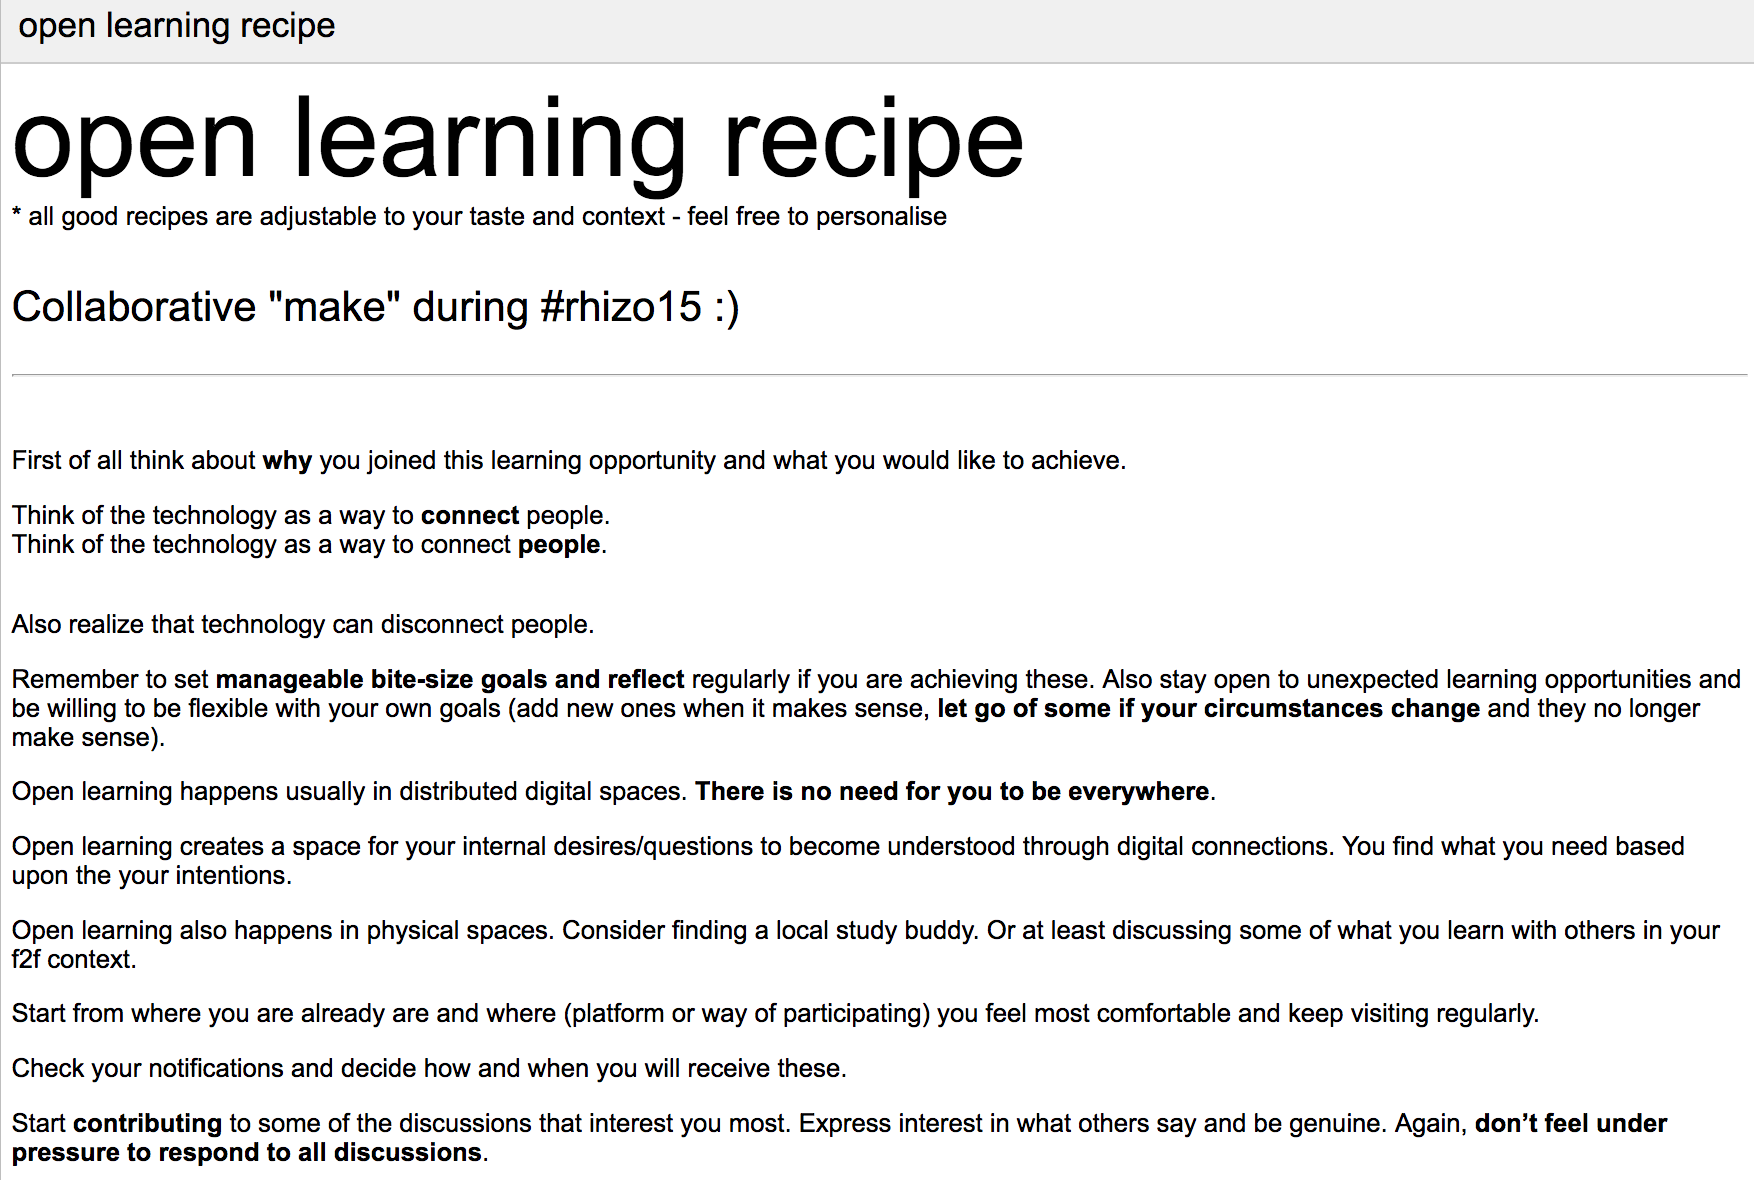 open learning recipe
open learning recipe
* all good recipes are adjustable to your taste and context - feel free to personalise
Collaborative "make" during #rhizo15 :)
First of all think about why you joined this learning opportunity and what you would like to achieve.
Think of the technology as a way to connect people.
Think of the technology as a way to connect people.
Also realize that technology can disconnect people.
Remember to set manageable bite-size goals and reflect regularly if you are achieving these. Also stay open to unexpected learning opportunities and
be willing to be flexible with your own goals (add new ones when it makes sense, let go of some if your circumstances change and they no longer
make sense).
Open learning happens usually in distributed digital spaces. There is no need for you to be everywhere.
Open learning creates a space for your internal desires/questions to become understood through digital connections. You find what you need based
upon the your intentions.
Open learning also happens in physical spaces. Consider finding a local study buddy. Or at least discussing some of what you learn with others in your
f2f context.
Start from where you are already are and where (platform or way of participating) you feel most comfortable and keep visiting regularly.
Check your notifications and decide how and when you will receive these.
Start contributing to some of the discussions that interest you most. Express interest in what others say and be genuine. Again, don’t feel under
pressure to respond to all discussions.